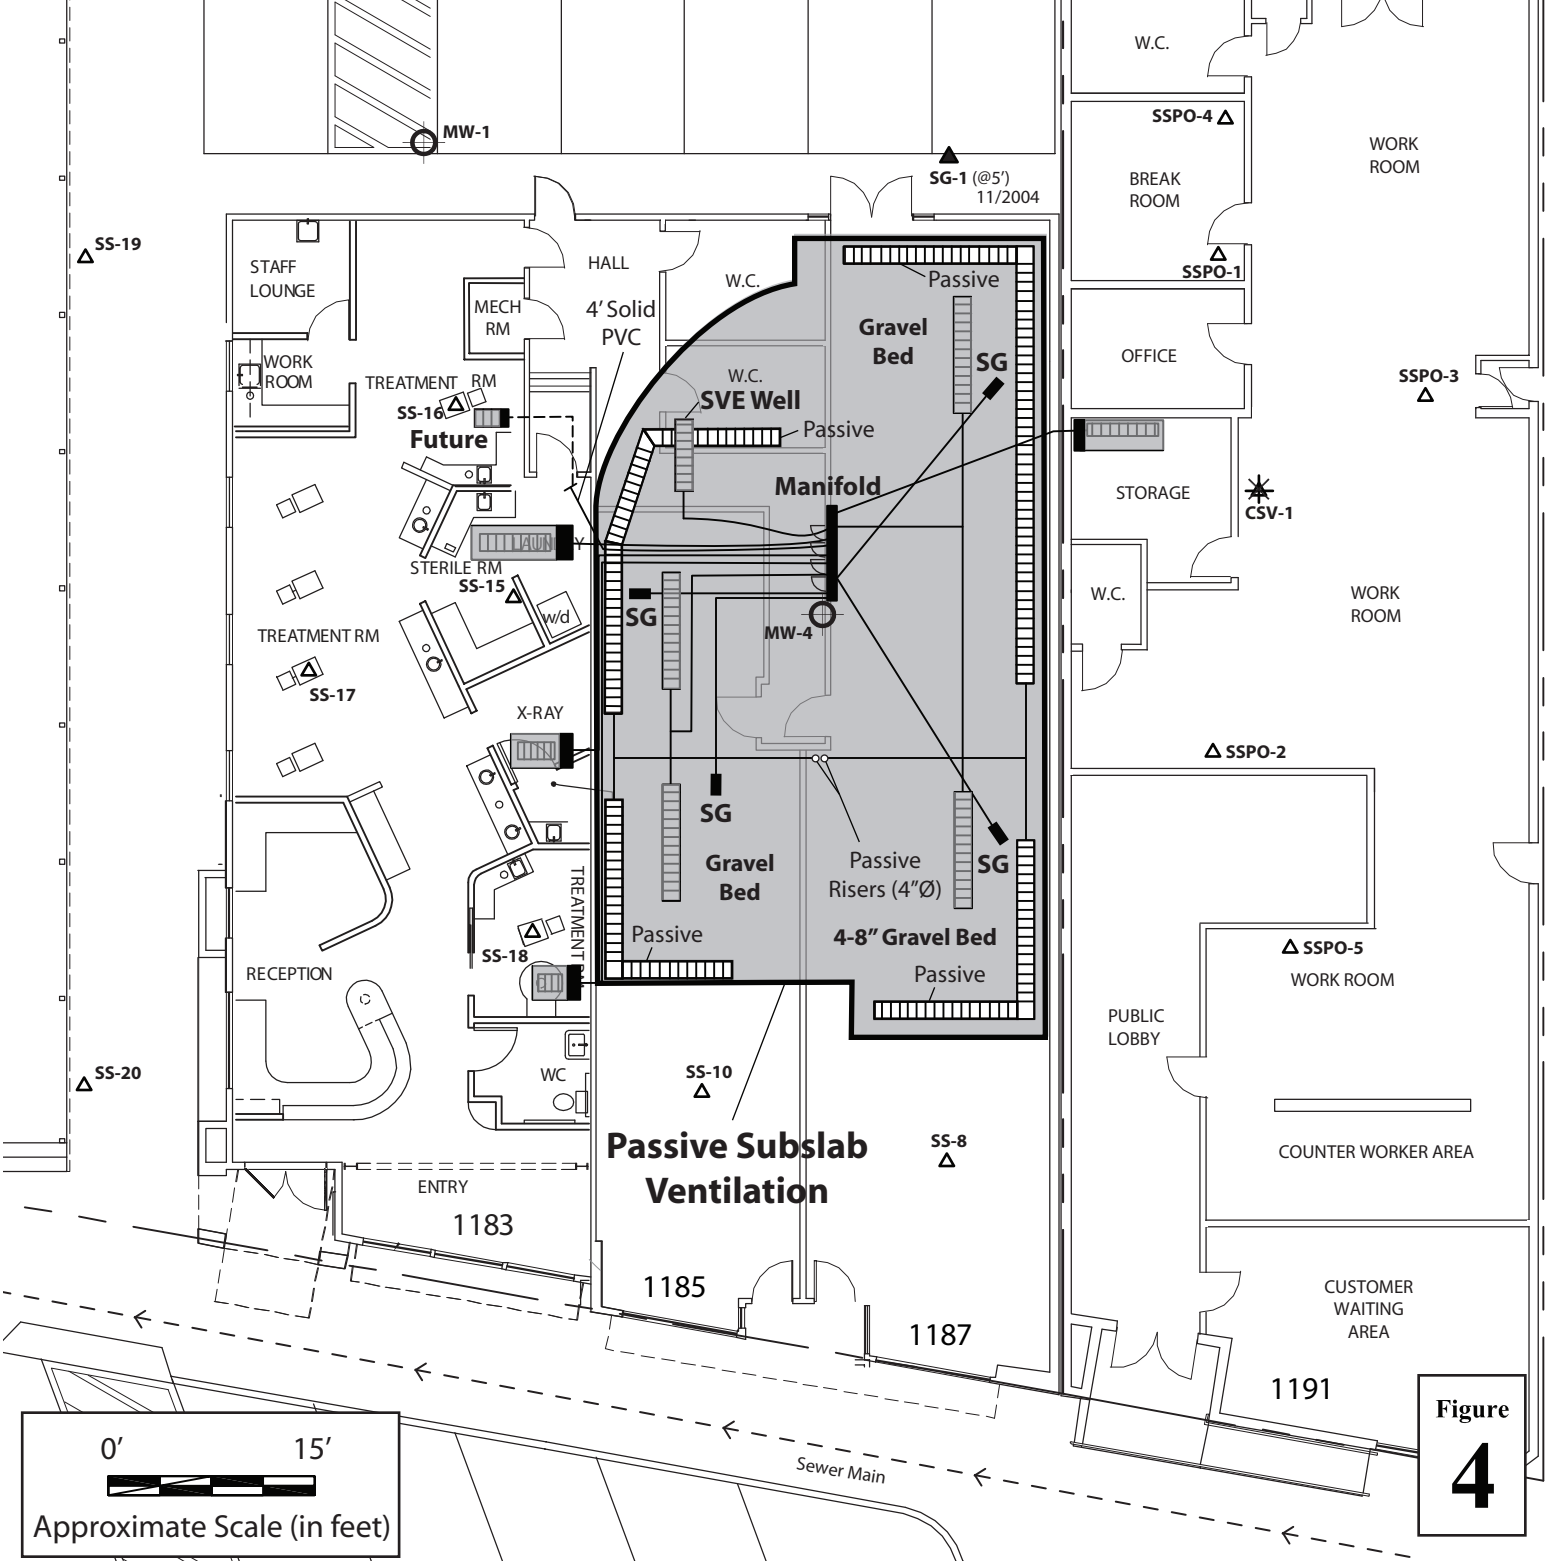 W.C.
SSPO-4
MW-1
WORK
ROOM
SG-1 (@5')
11/2004
BREAK
ROOM
SS-19
STAFF
LOUNGE
HALL
W.C.
Passive
SSPO-1
MECH
RM
4' Solid
PVC
Gravel
Bed
OFFICE
WORK
ROOM
TREATMENT RM
W.C.
SG
SSPO-3
SS-16
SVE Well
Future
Passive
Manifold
STORAGE
CSV-1
LAUNDRY
STERILE RM
SS-15
w/d
SG
W.C.
WORK
ROOM
MW-4
TREATMENT RM
SS-17
X-RAY
SSPO-2
SG
Gravel
Bed
Passive
Risers (4"Ø)
SG
TREATMENT RM
Passive
4-8" Gravel Bed
SSPO-5
SS-18
RECEPTION
Passive
WORK ROOM
PUBLIC
LOBBY
SS-20
WC
SS-10
Passive Subslab
Ventilation
SS-8
COUNTER WORKER AREA
ENTRY
1183
1185
1187
CUSTOMER
WAITING
AREA
1191
Sewer Main
0' 15'
Approximate Scale (in feet)
Figure
4